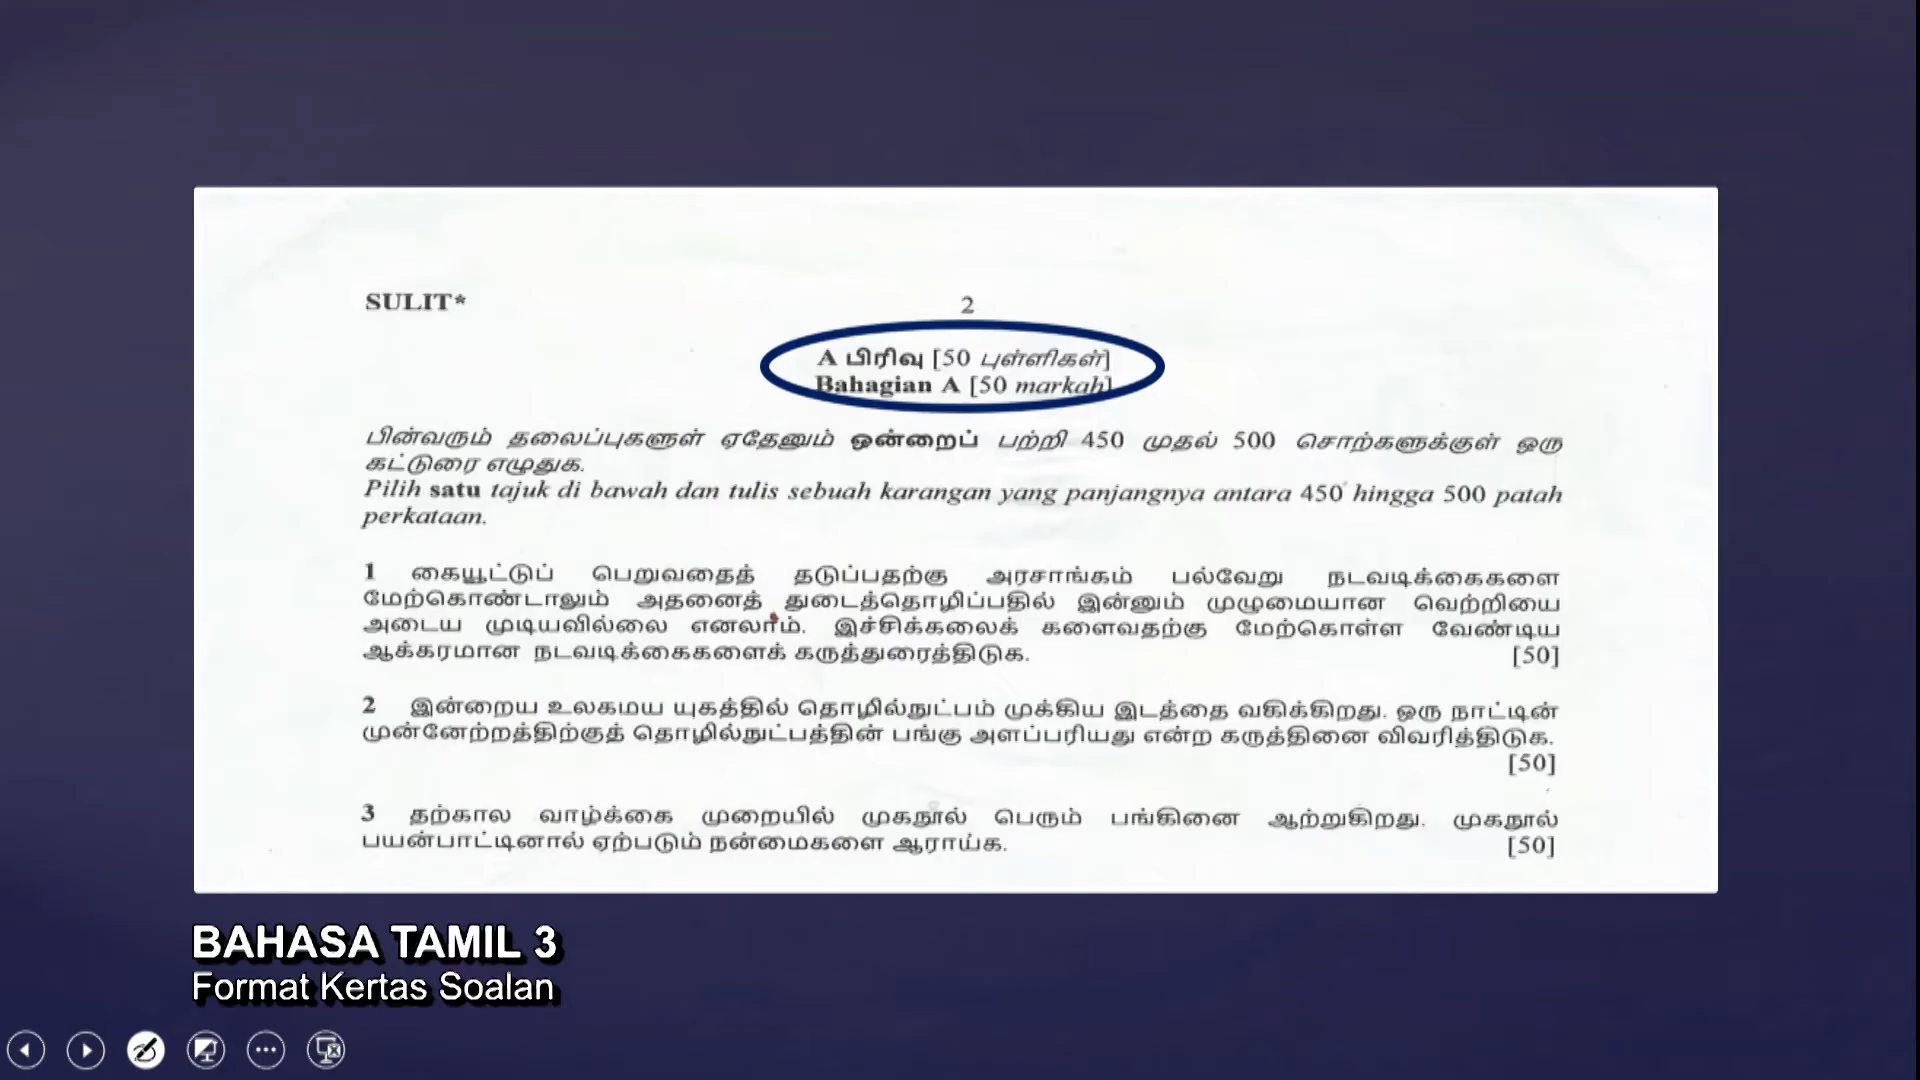 SULIT*
2
A பிரிவு [50 புள்ளிகள்]
Bahagian A [50 markah]
பின்வரும் தலைப்புகளுள் ஏதேனும் ஒன்றைப் பற்றி 450 முதல் 500 சொற்களுக்குள் ஒரு
கட்டுரை எழுதுக.
Pilih satu tajuk di bawah dan tulis sebuah karangan yang panjangnya antara 450 hingga 500 patah
perkataan.
1 கையூட்டுப் பெறுவதைத் தடுப்பதற்கு அரசாங்கம் பல்வேறு நடவடிக்கைகளை
மேற்கொண்டாலும் அதனைத் துடைத்தொழிப்பதில் இன்னும் முழுமையான வெற்றியை
அடைய முடியவில்லை எனலாம். இச்சிக்கலைக் களைவதற்கு மேற்கொள்ள வேண்டிய
ஆக்கரமான நடவடிக்கைகளைக் கருத்துரைத்திடுக. [50]
2 இன்றைய உலகமய யுகத்தில் தொழில்நுட்பம் முக்கிய இடத்தை வகிக்கிறது. ஒரு நாட்டின்
முன்னேற்றத்திற்குத் தொழில்நுட்பத்தின் பங்கு அளப்பரியது என்ற கருத்தினை விவரித்திடுக.
[50]
3 தற்கால வாழ்க்கை முறையில் முகநூல் பெரும் பங்கினை ஆற்றுகிறது. முகநூல்
பயன்பாட்டினால் ஏற்படும் நன்மைகளை ஆராய்க. [50]
BAHASA TAMIL 3
Format Kertas Soalan